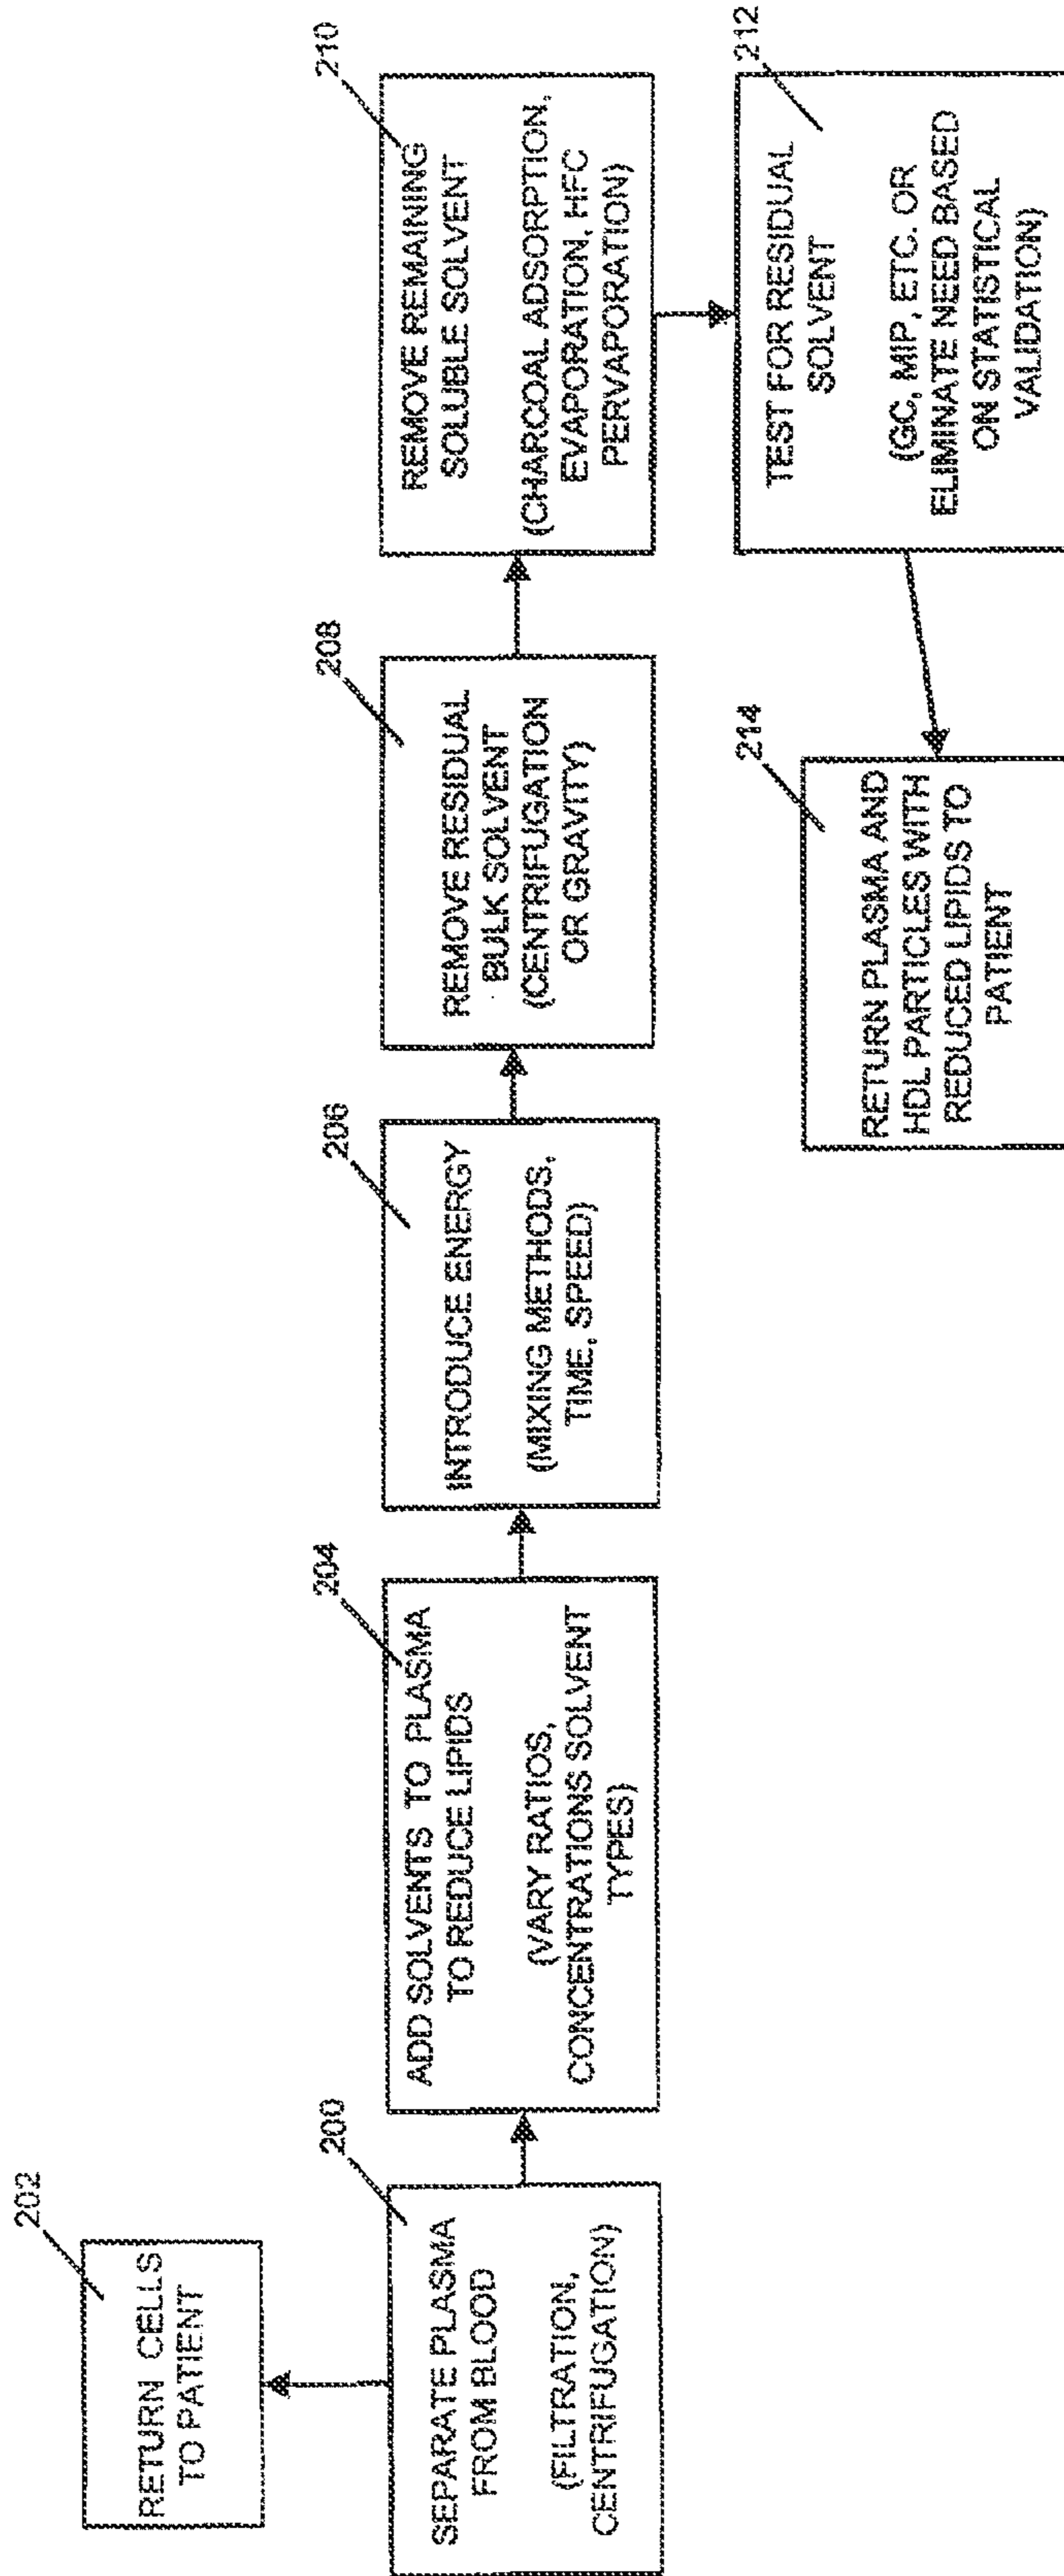 202
RETURN CELLS
TO PATIENT
200
SEPARATE PLASMA
FROM BLOOD
(FILTRATION,
CENTRIFUGATION)
204
ADD SOLVENTS TO PLASMA
TO REDUCE LIPIDS
(VARY RATIOS,
CONCENTRATIONS SOLVENT
TYPES)
206
INTRODUCE ENERGY
(MIXING METHODS,
TIME, SPEED)
208
REMOVE RESIDUAL
BULK SOLVENT
(CENTRIFUGATION
OR GRAVITY)
210
REMOVE REMAINING
SOLUBLE SOLVENT
(CHARCOAL ADSORPTION,
EVAPORATION, HFC
PERVAPORATION)
212
TEST FOR RESIDUAL
SOLVENT
(GC, MIP, ETC. OR
ELIMINATE NEED BASED
ON STATISTICAL
VALIDATION)
214
RETURN PLASMA AND
HDL PARTICLES WITH
REDUCED LIPIDS TO
PATIENT